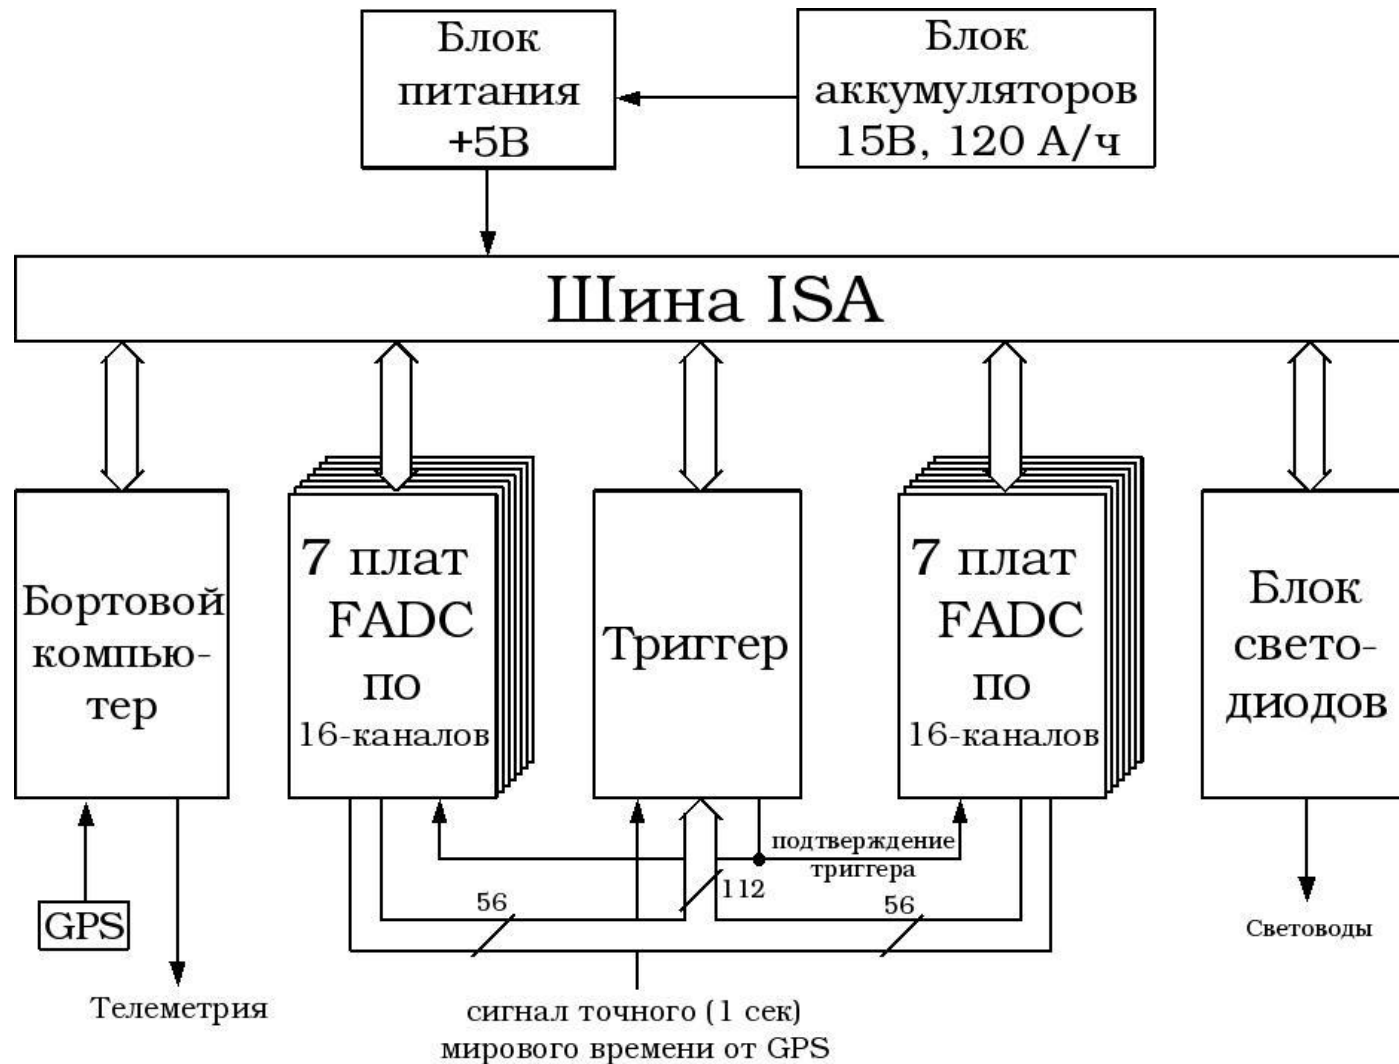 Блок
питания
+5В
Блок
аккумуляторов
15В, 120 А/ч
Шина ISA
Бортовой
компью-
тер
7 плат
FADC
по
16-каналов
Триггер
7 плат
FADC
по
16-каналов
Блок
свето-
диодов
подтверждение
триггера
112
56
56
GPS
Световоды
Телеметрия
сигнал точного (1 сек)
мирового времени от GPS